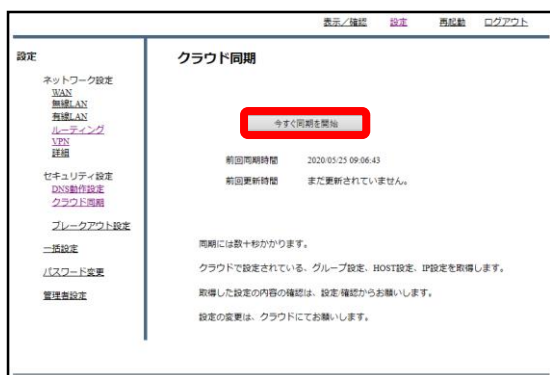 表示／確認 設定 再起動 ログアウト
設定
ネットワーク設定
WAN
無線LAN
有線LAN
ルーティング
VPN
詳細
セキュリティ設定
DNS動作設定
クラウド同期
ブレークアウト設定
一括設定
パスワード変更
管理者設定
クラウド同期
今すぐ同期を開始
前回同期時間 2020/05/25 09:06:43
前回更新時間 まだ更新されていません。
同期には数十秒かかります。
クラウドで設定されている、グループ設定、HOST設定、IP設定を取得します。
取得した設定の内容の確認は、設定/確認からお願いします。
設定の変更は、クラウドにてお願いします。